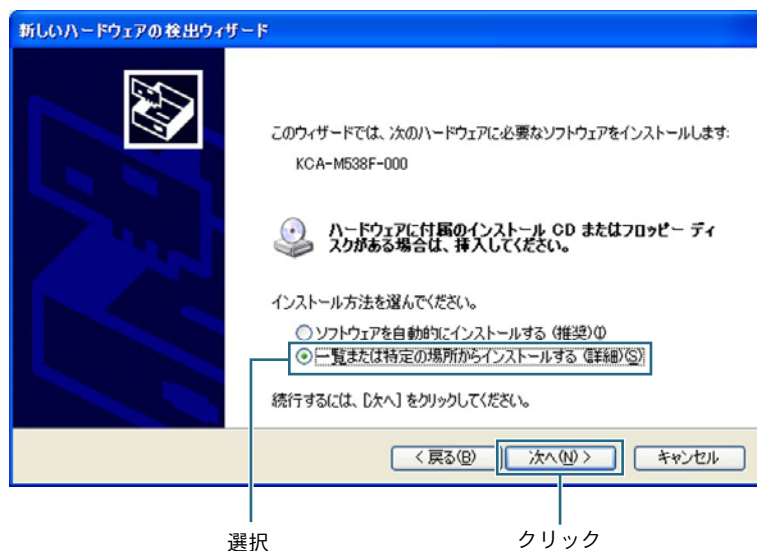 新しいハードウェアの検出ウィザード
このウィザードでは、次のハードウェアに必要なソフトウェアをインストールします:
KCA-M538F-000
ハードウェアに付属のインストール CD またはフロッピー ディ
スクがある場合は、挿入してください。
インストール方法を選んでください。
ソフトウェアを自動的にインストールする (推奨)(I)
一覧または特定の場所からインストールする (詳細)(S)
続行するには、[次へ] をクリックしてください。
< 戻る(B)
次へ(N) >
キャンセル
選択
クリック